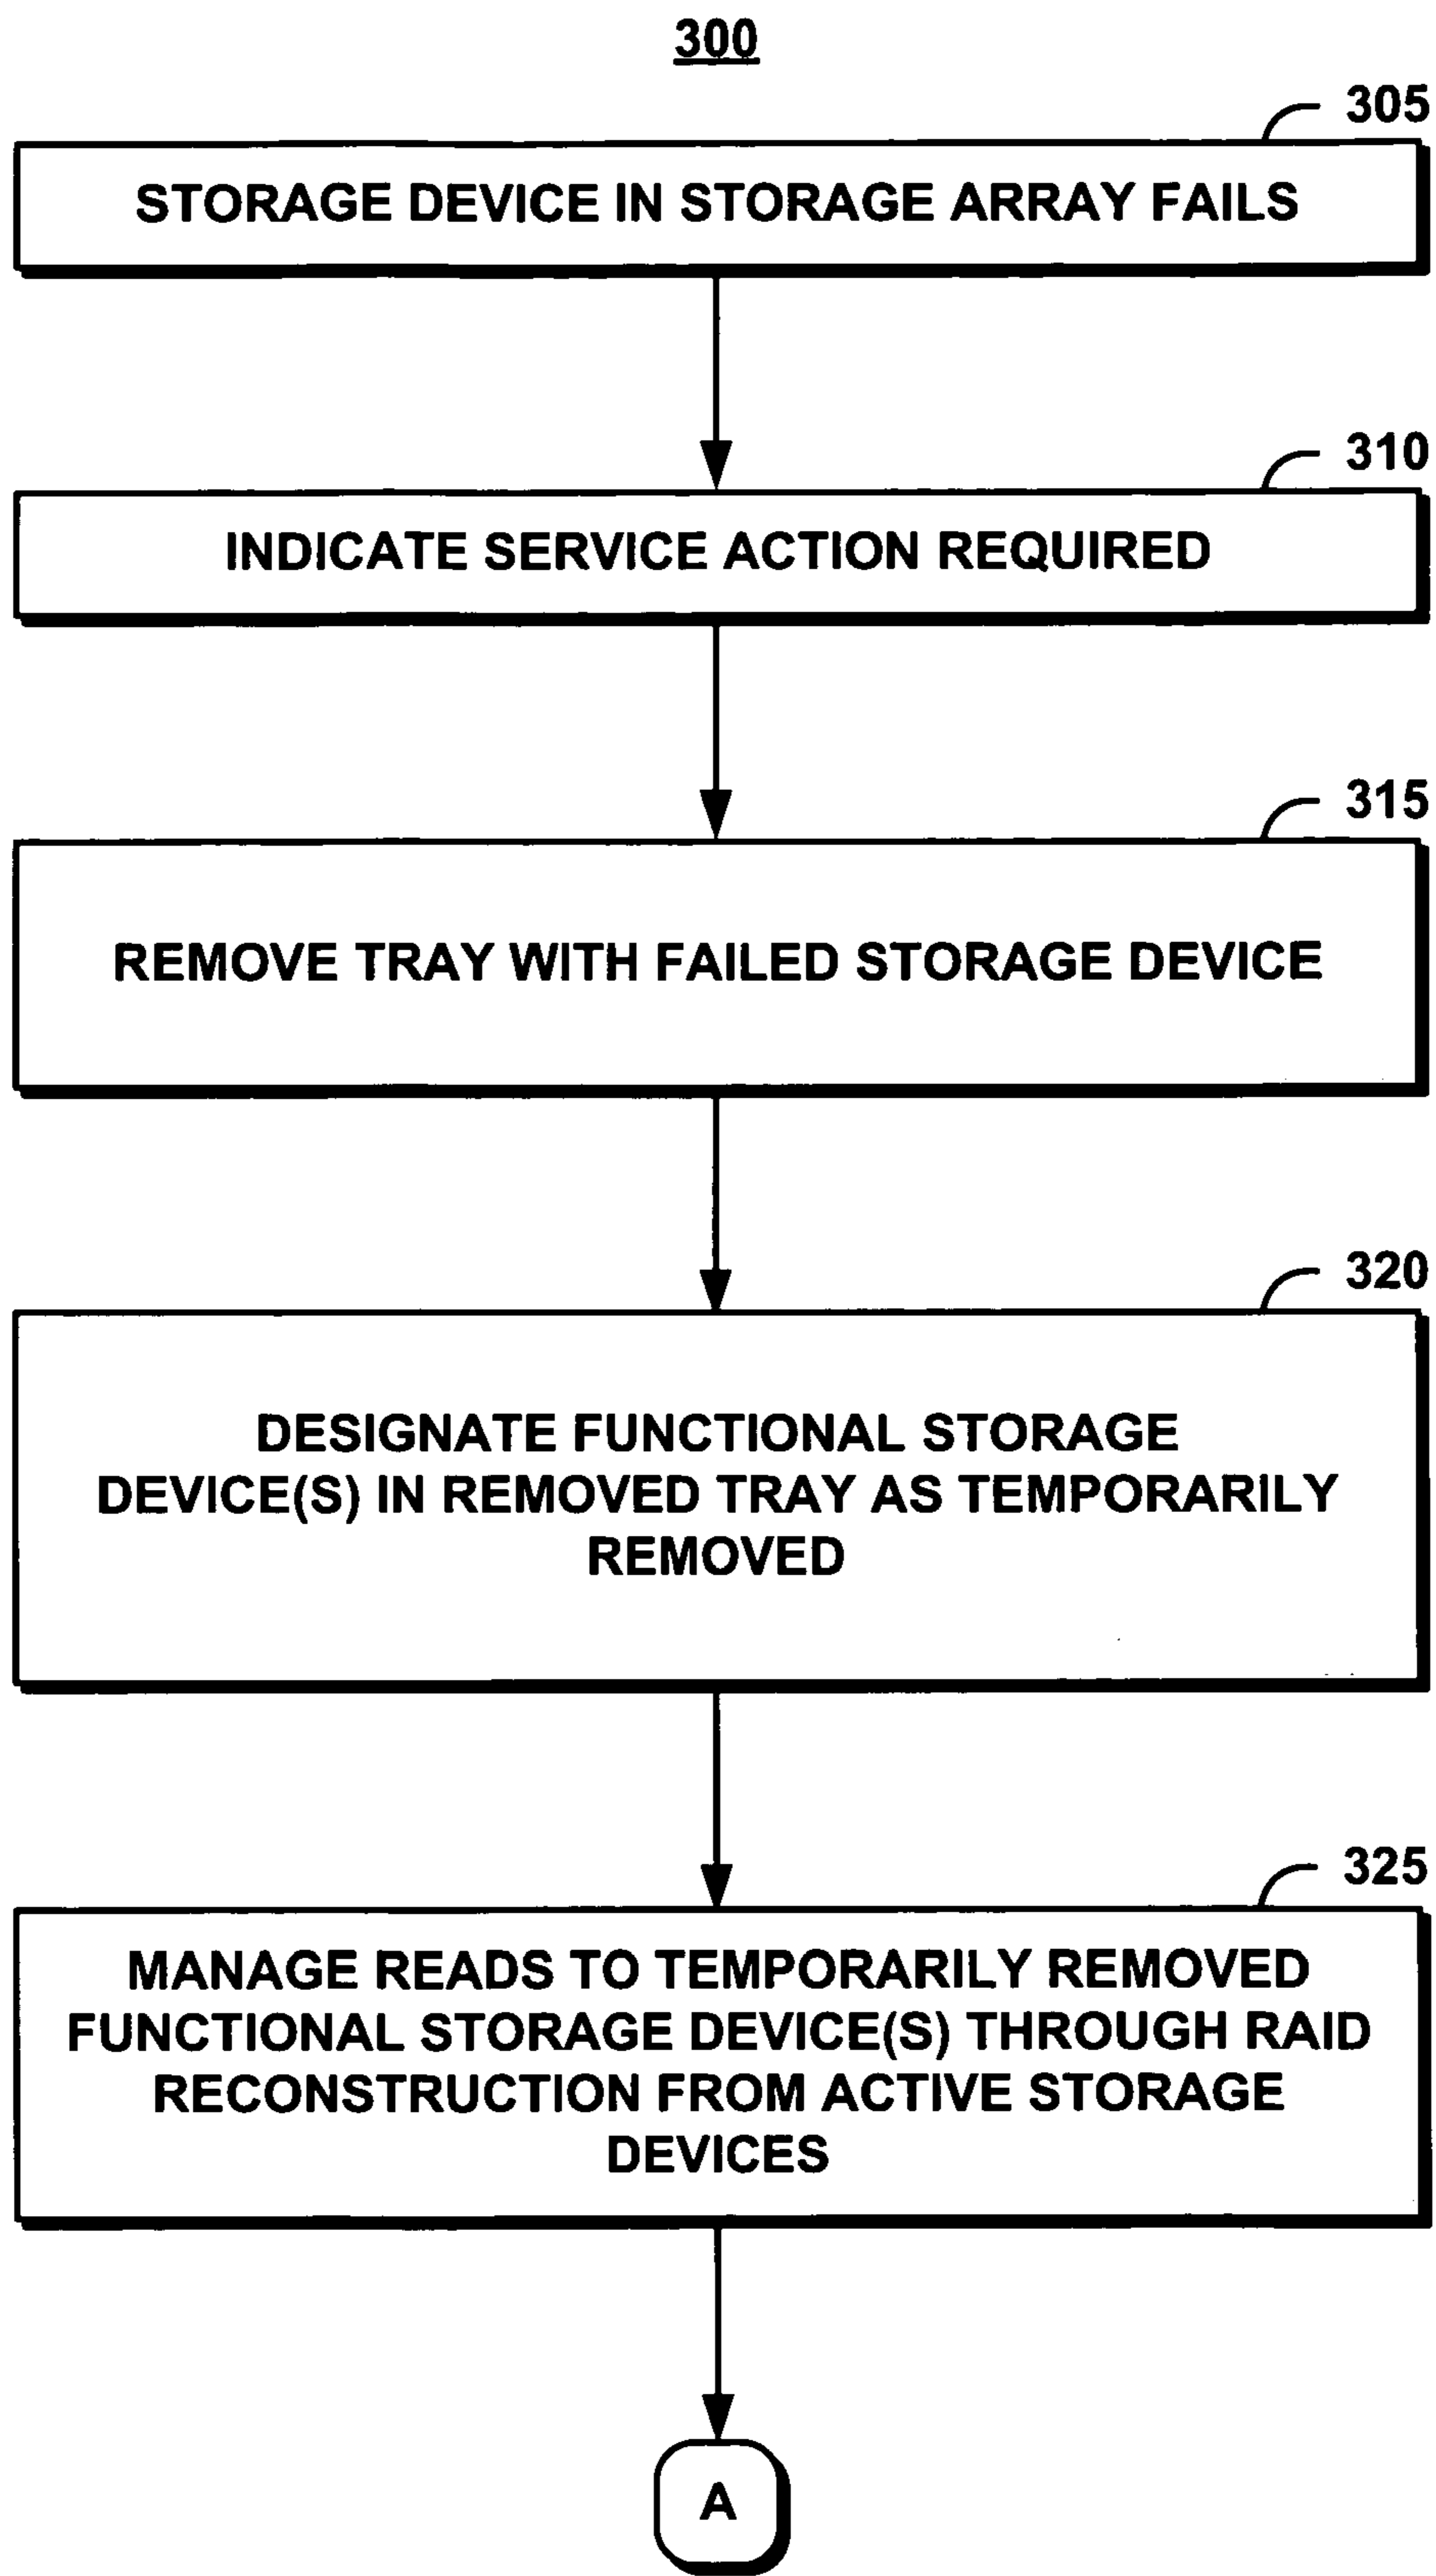 300
305
STORAGE DEVICE IN STORAGE ARRAY FAILS
310
INDICATE SERVICE ACTION REQUIRED
315
REMOVE TRAY WITH FAILED STORAGE DEVICE
320
DESIGNATE FUNCTIONAL STORAGE
DEVICE(S) IN REMOVED TRAY AS TEMPORARILY
REMOVED
325
MANAGE READS TO TEMPORARILY REMOVED
FUNCTIONAL STORAGE DEVICE(S) THROUGH RAID
RECONSTRUCTION FROM ACTIVE STORAGE
DEVICES
A